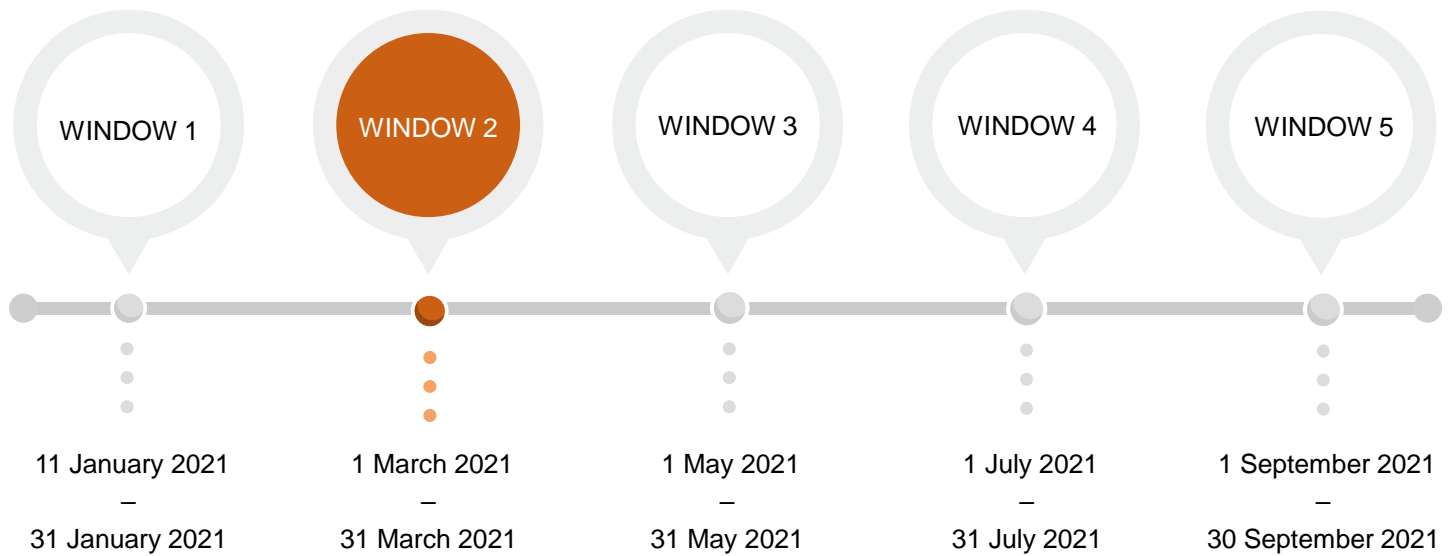 WINDOW 1
WINDOW 2
WINDOW 3
WINDOW 4
WINDOW 5
11 January 2021
–
31 January 2021
1 March 2021
–
31 March 2021
1 May 2021
–
31 May 2021
1 July 2021
–
31 July 2021
1 September 2021
–
30 September 2021